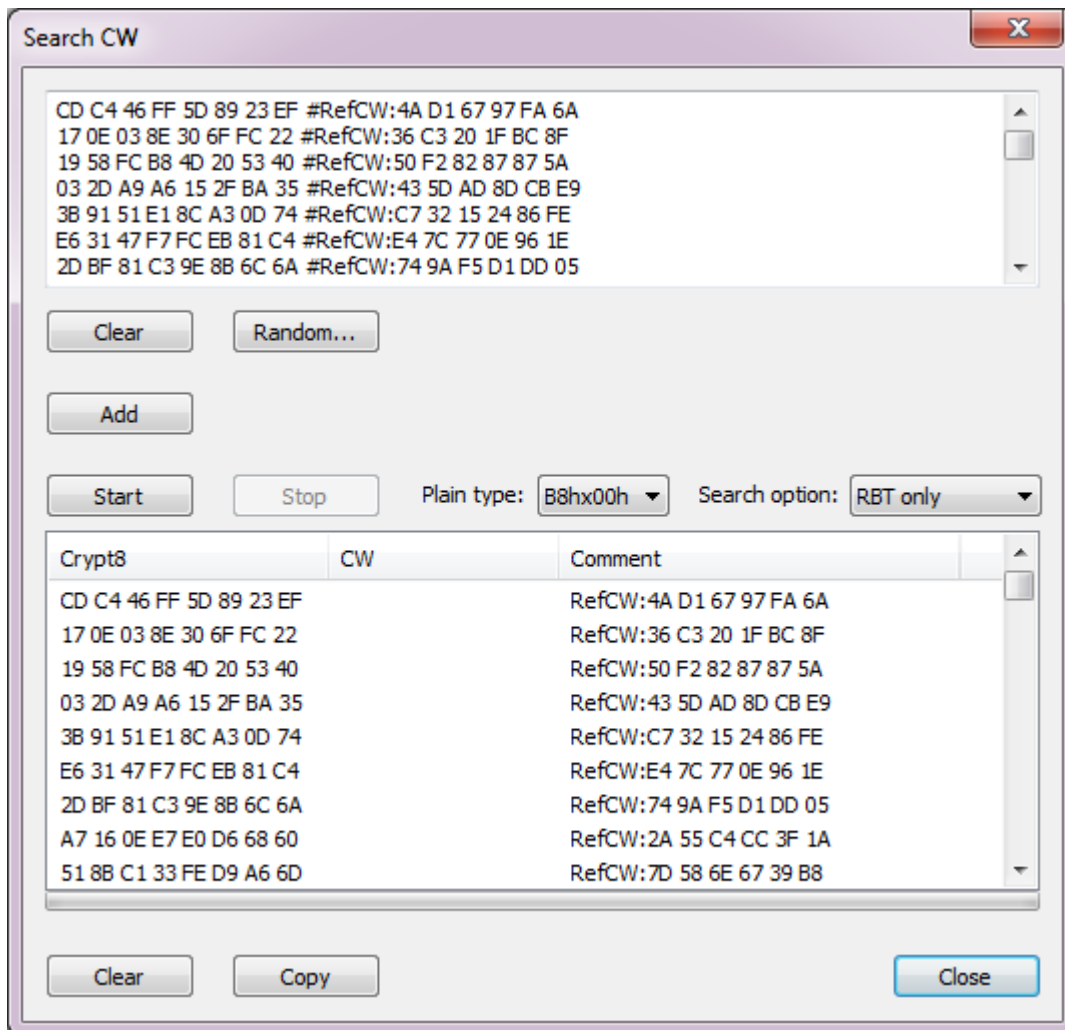 Search CW
CD C4 46 FF 5D 89 23 EF #RefCW:4A D1 67 97 FA 6A
17 0E 03 8E 30 6F FC 22 #RefCW:36 C3 20 1F BC 8F
19 58 FC B8 4D 20 53 40 #RefCW:50 F2 82 87 87 5A
03 2D A9 A6 15 2F BA 35 #RefCW:43 5D AD 8D CB E9
3B 91 51 E1 8C A3 0D 74 #RefCW:C7 32 15 24 86 FE
E6 31 47 F7 FC EB 81 C4 #RefCW:E4 7C 77 0E 96 1E
2D BF 81 C3 9E 8B 6C 6A #RefCW:74 9A F5 D1 DD 05
Clear Random...
Add
Start Stop Plain type: B8hx00h Search option: RBT only
Crypt8 CW Comment
CD C4 46 FF 5D 89 23 EF RefCW:4A D1 67 97 FA 6A
17 0E 03 8E 30 6F FC 22 RefCW:36 C3 20 1F BC 8F
19 58 FC B8 4D 20 53 40 RefCW:50 F2 82 87 87 5A
03 2D A9 A6 15 2F BA 35 RefCW:43 5D AD 8D CB E9
3B 91 51 E1 8C A3 0D 74 RefCW:C7 32 15 24 86 FE
E6 31 47 F7 FC EB 81 C4 RefCW:E4 7C 77 0E 96 1E
2D BF 81 C3 9E 8B 6C 6A RefCW:74 9A F5 D1 DD 05
A7 16 0E E7 E0 D6 68 60 RefCW:2A 55 C4 CC 3F 1A
51 8B C1 33 FE D9 A6 6D RefCW:7D 58 6E 67 39 B8
Clear Copy Close